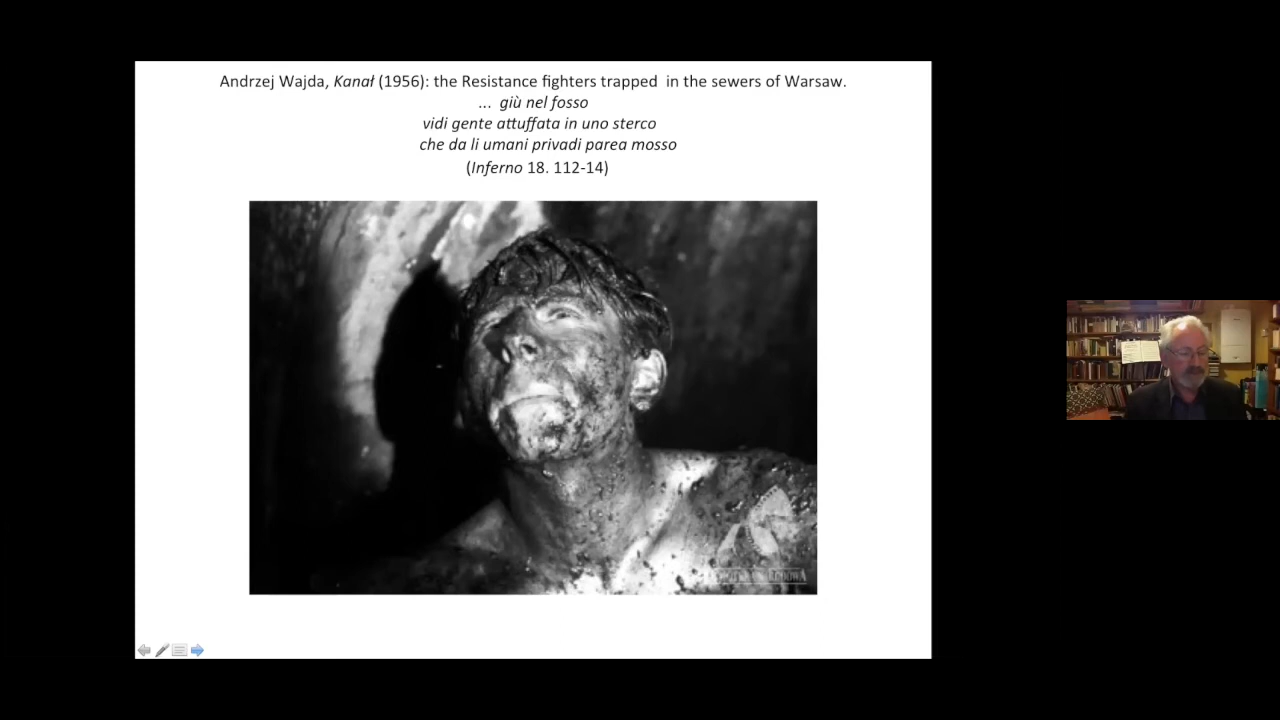 Andrzej Wajda, Kanał (1956): the Resistance fighters trapped in the sewers of Warsaw.
... giù nel fosso
vidi gente attuffata in uno sterco
che da li umani privadi parea mosso
(Inferno 18. 112-14)